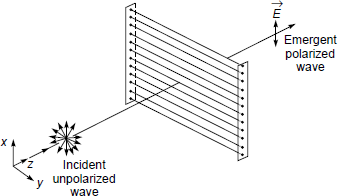 E
Emergent
polarized
wave
x
z
y
Incident
unpolarized
wave